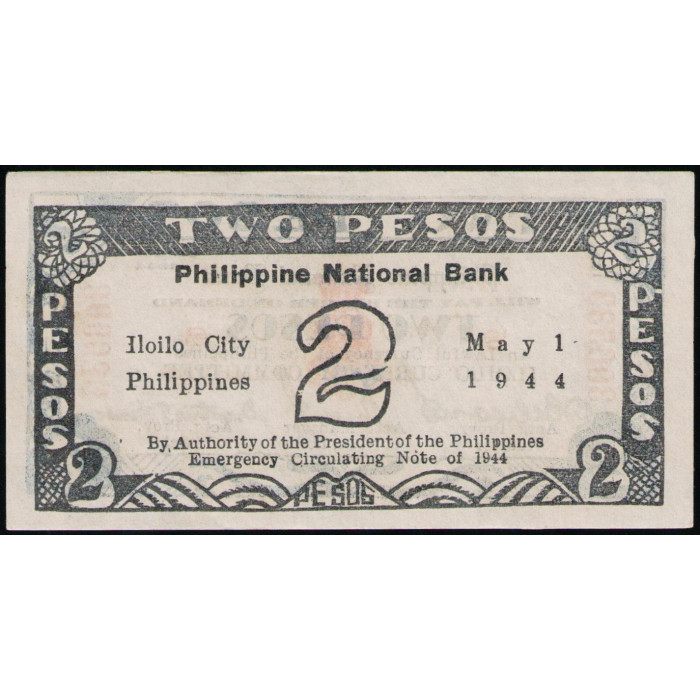 2 TWO PESOS 2
Philippine National Bank
PESOS
PESOS
2
Iloilo City May 1
Philippines 1944
By Authority of the President of the Philippines
Emergency Circulating Note of 1944
2 PESOS 2